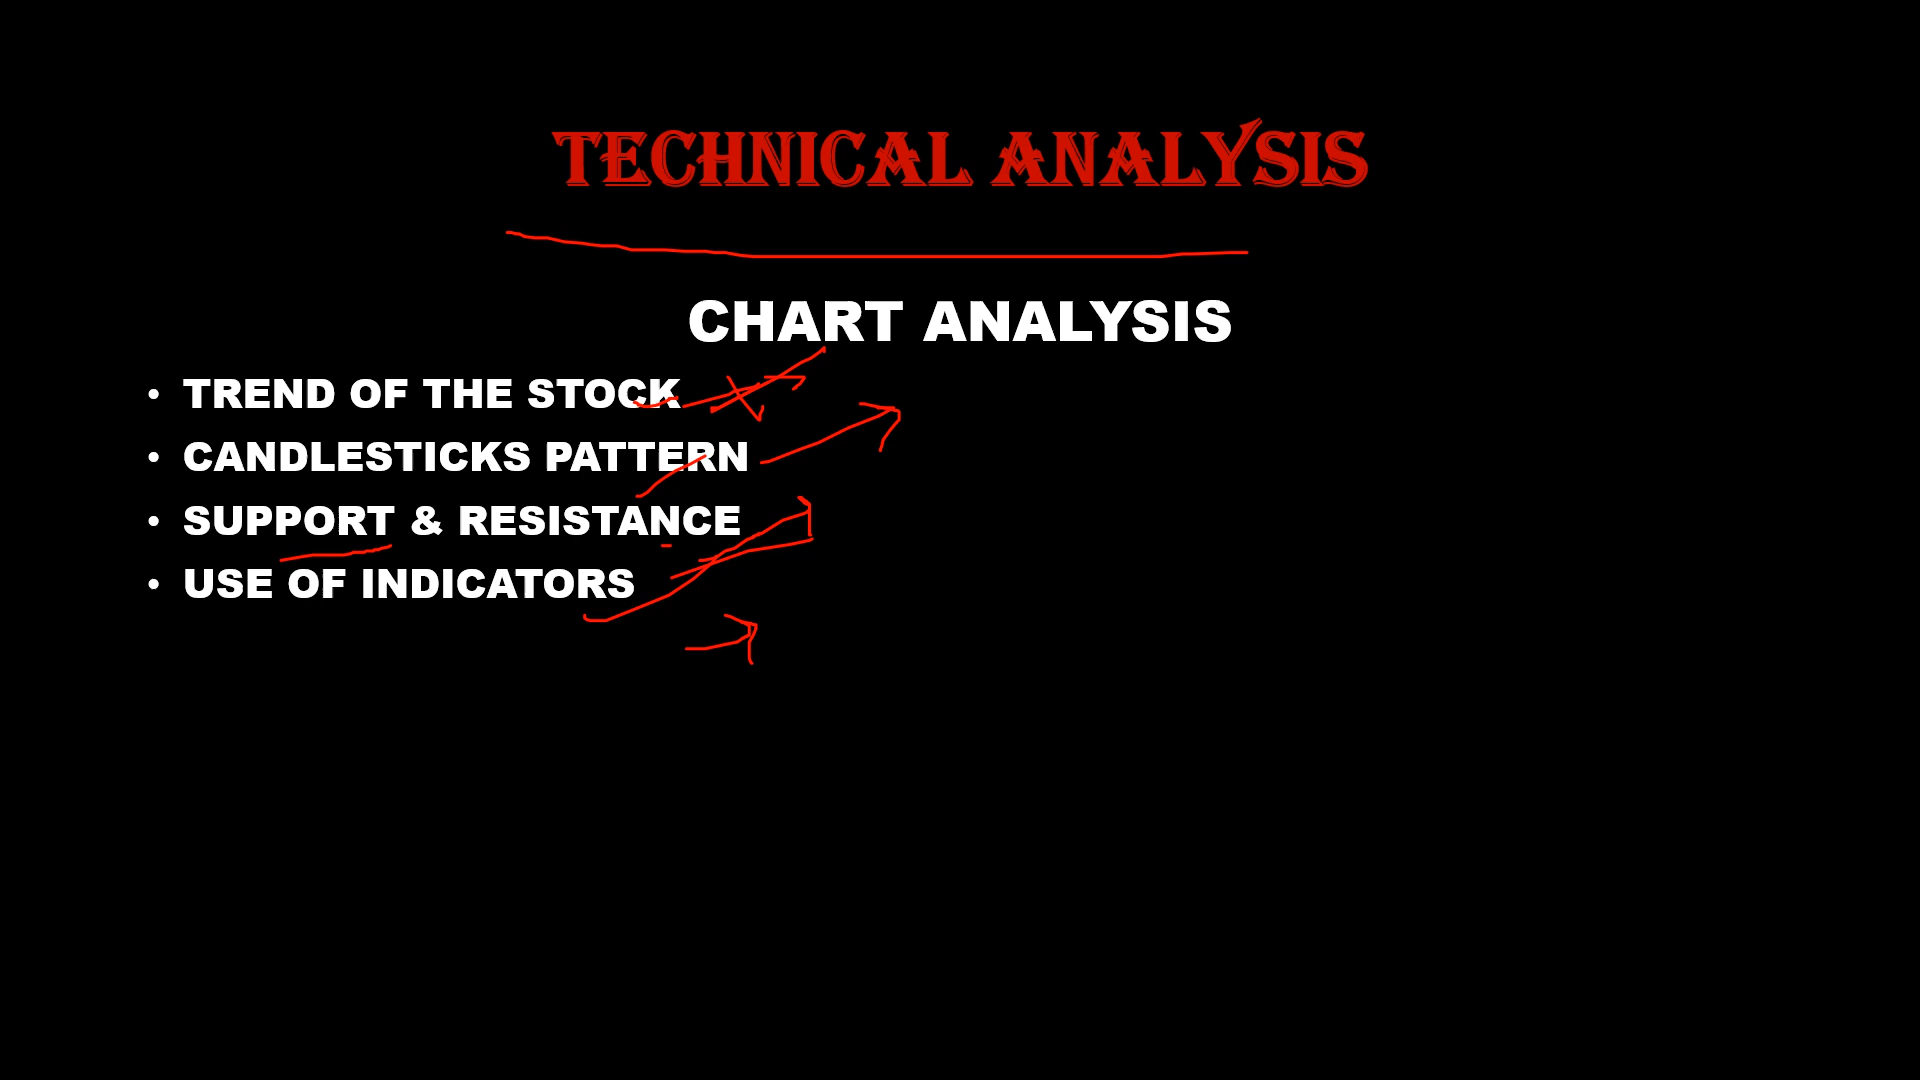 TECHNICAL ANALYSIS
CHART ANALYSIS
• TREND OF THE STOCK
• CANDLESTICKS PATTERN
• SUPPORT & RESISTANCE
• USE OF INDICATORS